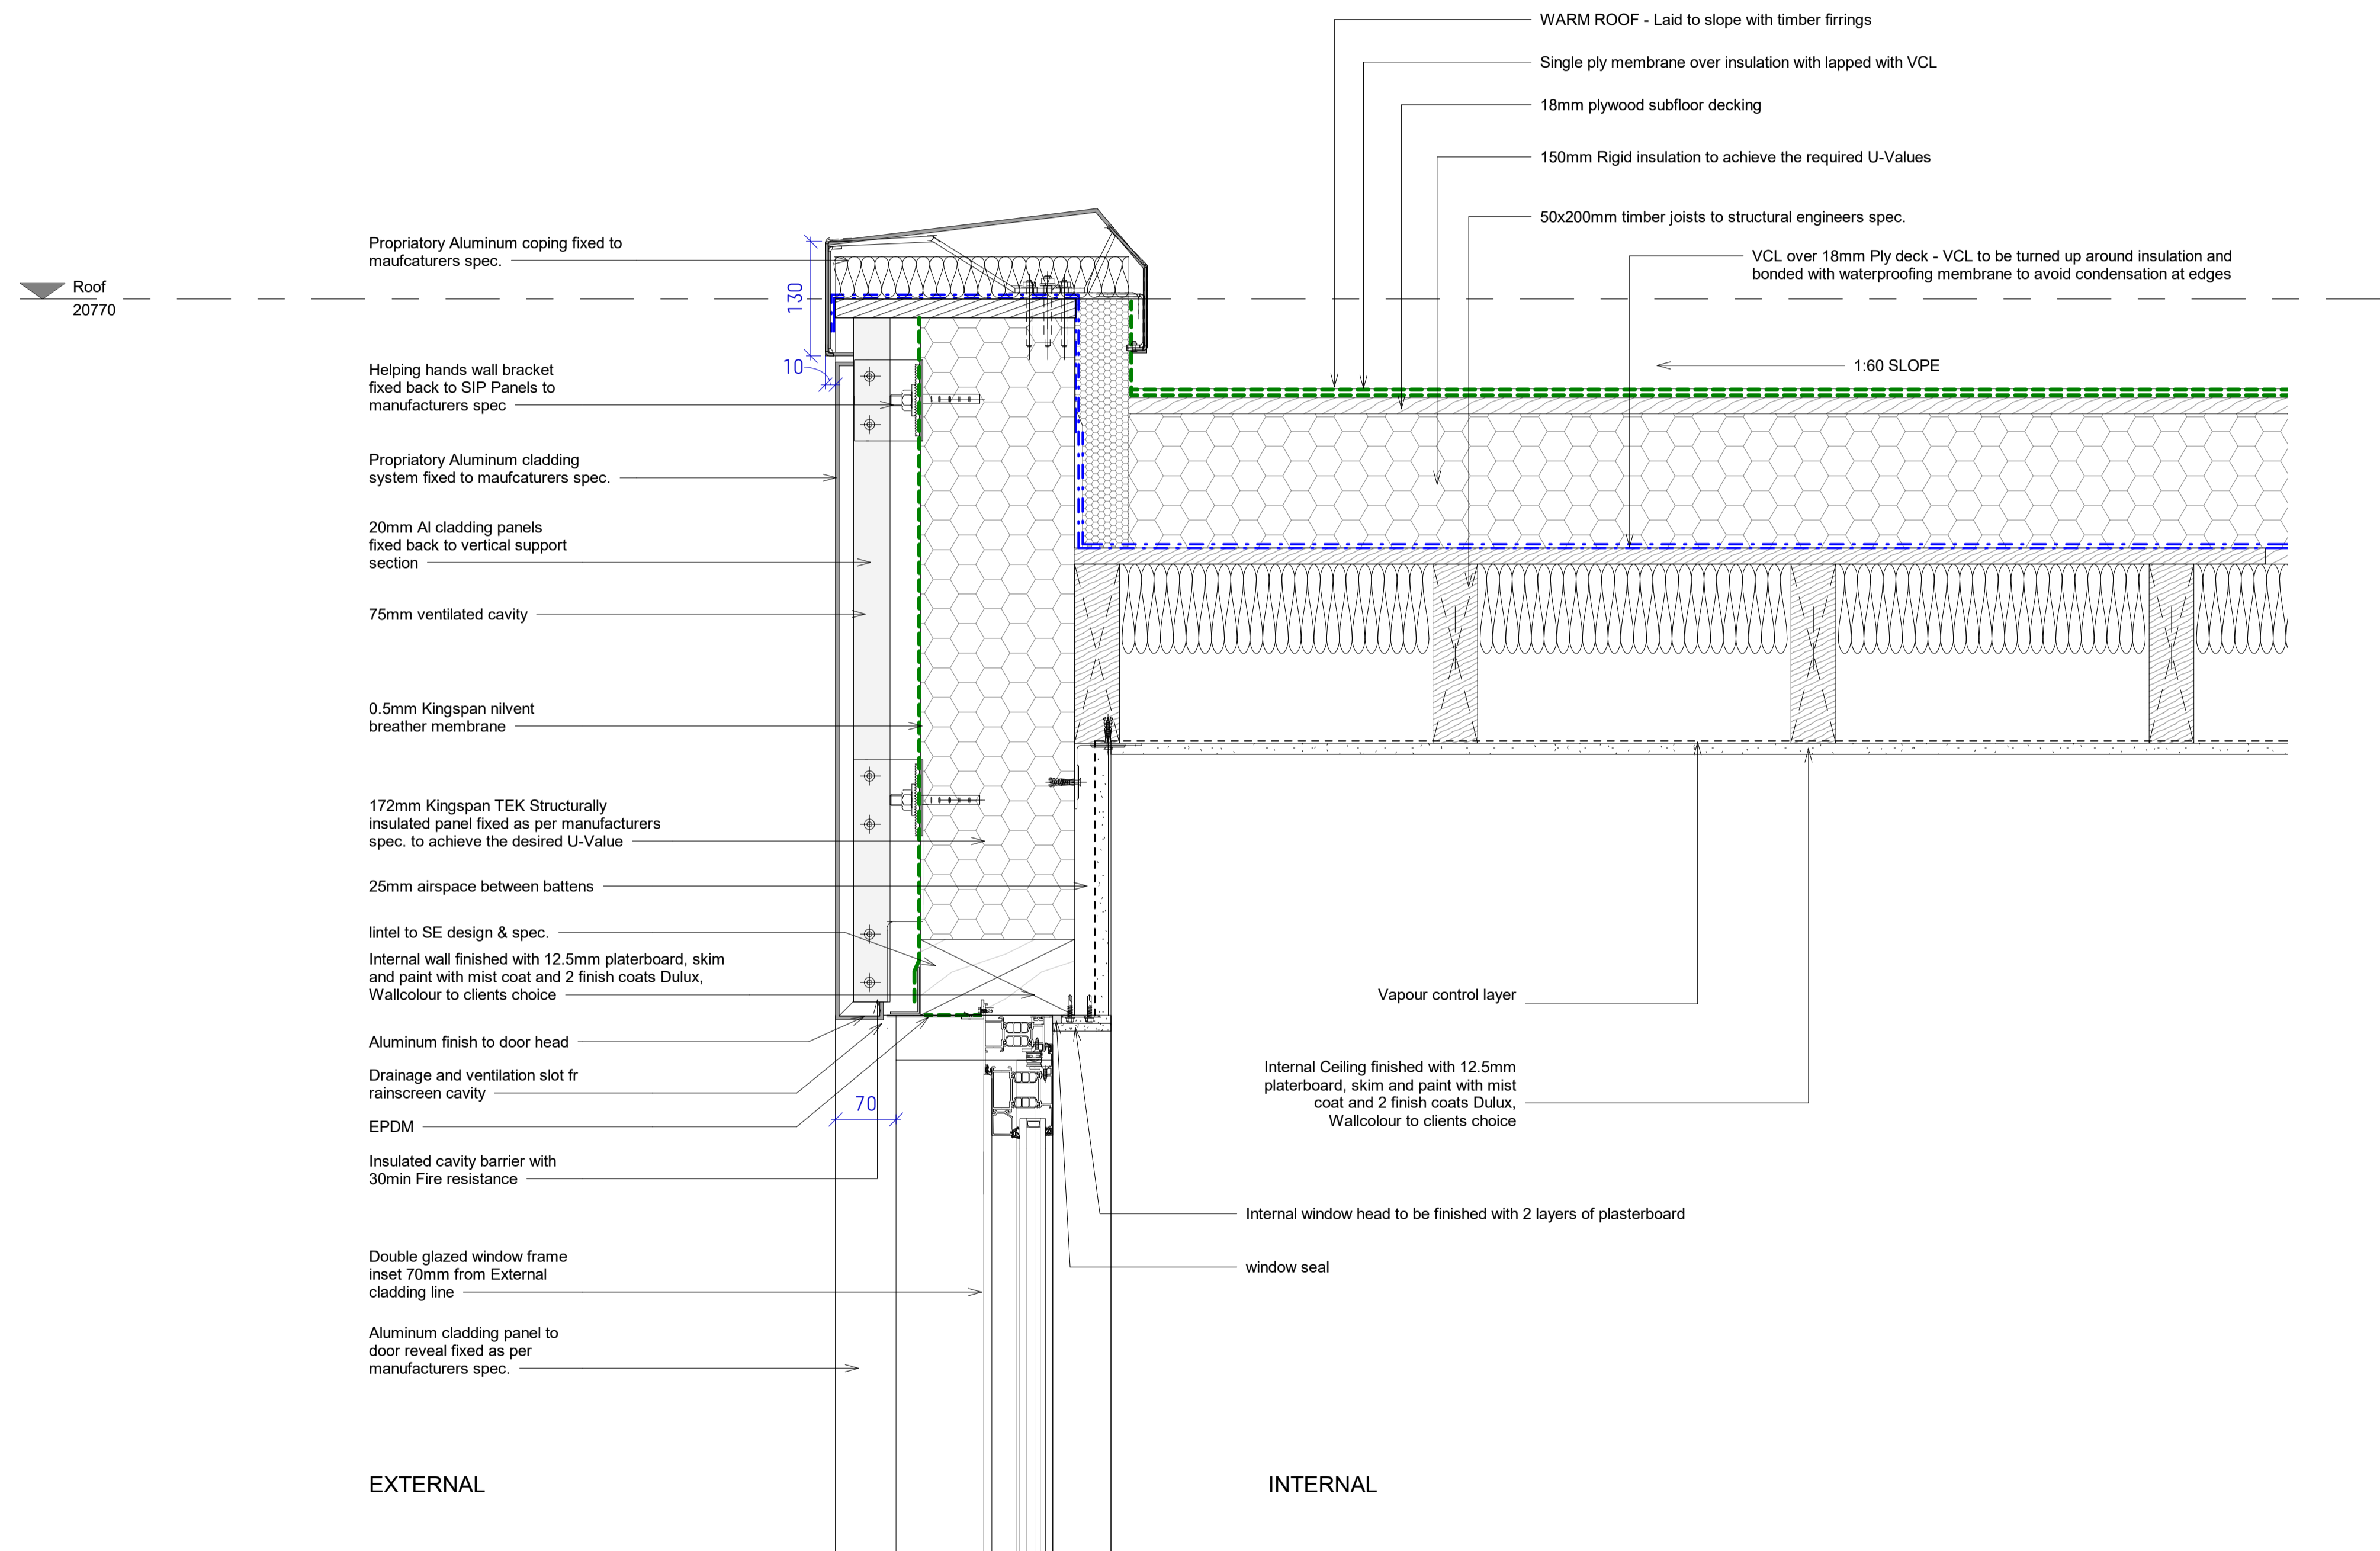 WARM ROOF - Laid to slope with timber firrings
Single ply membrane over insulation with lapped with VCL
18mm plywood subfloor decking
150mm Rigid insulation to achieve the required U-Values
50x200mm timber joists to structural engineers spec.
VCL over 18mm Ply deck - VCL to be turned up around insulation and
bonded with waterproofing membrane to avoid condensation at edges
Roof
20770
1:60 SLOPE
Propriatory Aluminum coping fixed to
maufcaturers spec.
130
10
Helping hands wall bracket
fixed back to SIP Panels to
manufacturers spec
Propriatory Aluminum cladding
system fixed to maufcaturers spec.
20mm Al cladding panels
fixed back to vertical support
section
75mm ventilated cavity
0.5mm Kingspan nilvent
breather membrane
172mm Kingspan TEK Structurally
insulated panel fixed as per manufacturers
spec. to achieve the desired U-Value
25mm airspace between battens
lintel to SE design & spec.
Internal wall finished with 12.5mm platerboard, skim
and paint with mist coat and 2 finish coats Dulux,
Wallcolour to clients choice
Aluminum finish to door head
Drainage and ventilation slot fr
rainscreen cavity
EPDM
70
Insulated cavity barrier with
30min Fire resistance
Double glazed window frame
inset 70mm from External
cladding line
Aluminum cladding panel to
door reveal fixed as per
manufacturers spec.
Vapour control layer
Internal Ceiling finished with 12.5mm
platerboard, skim and paint with mist
coat and 2 finish coats Dulux,
Wallcolour to clients choice
Internal window head to be finished with 2 layers of plasterboard
window seal
EXTERNAL
INTERNAL